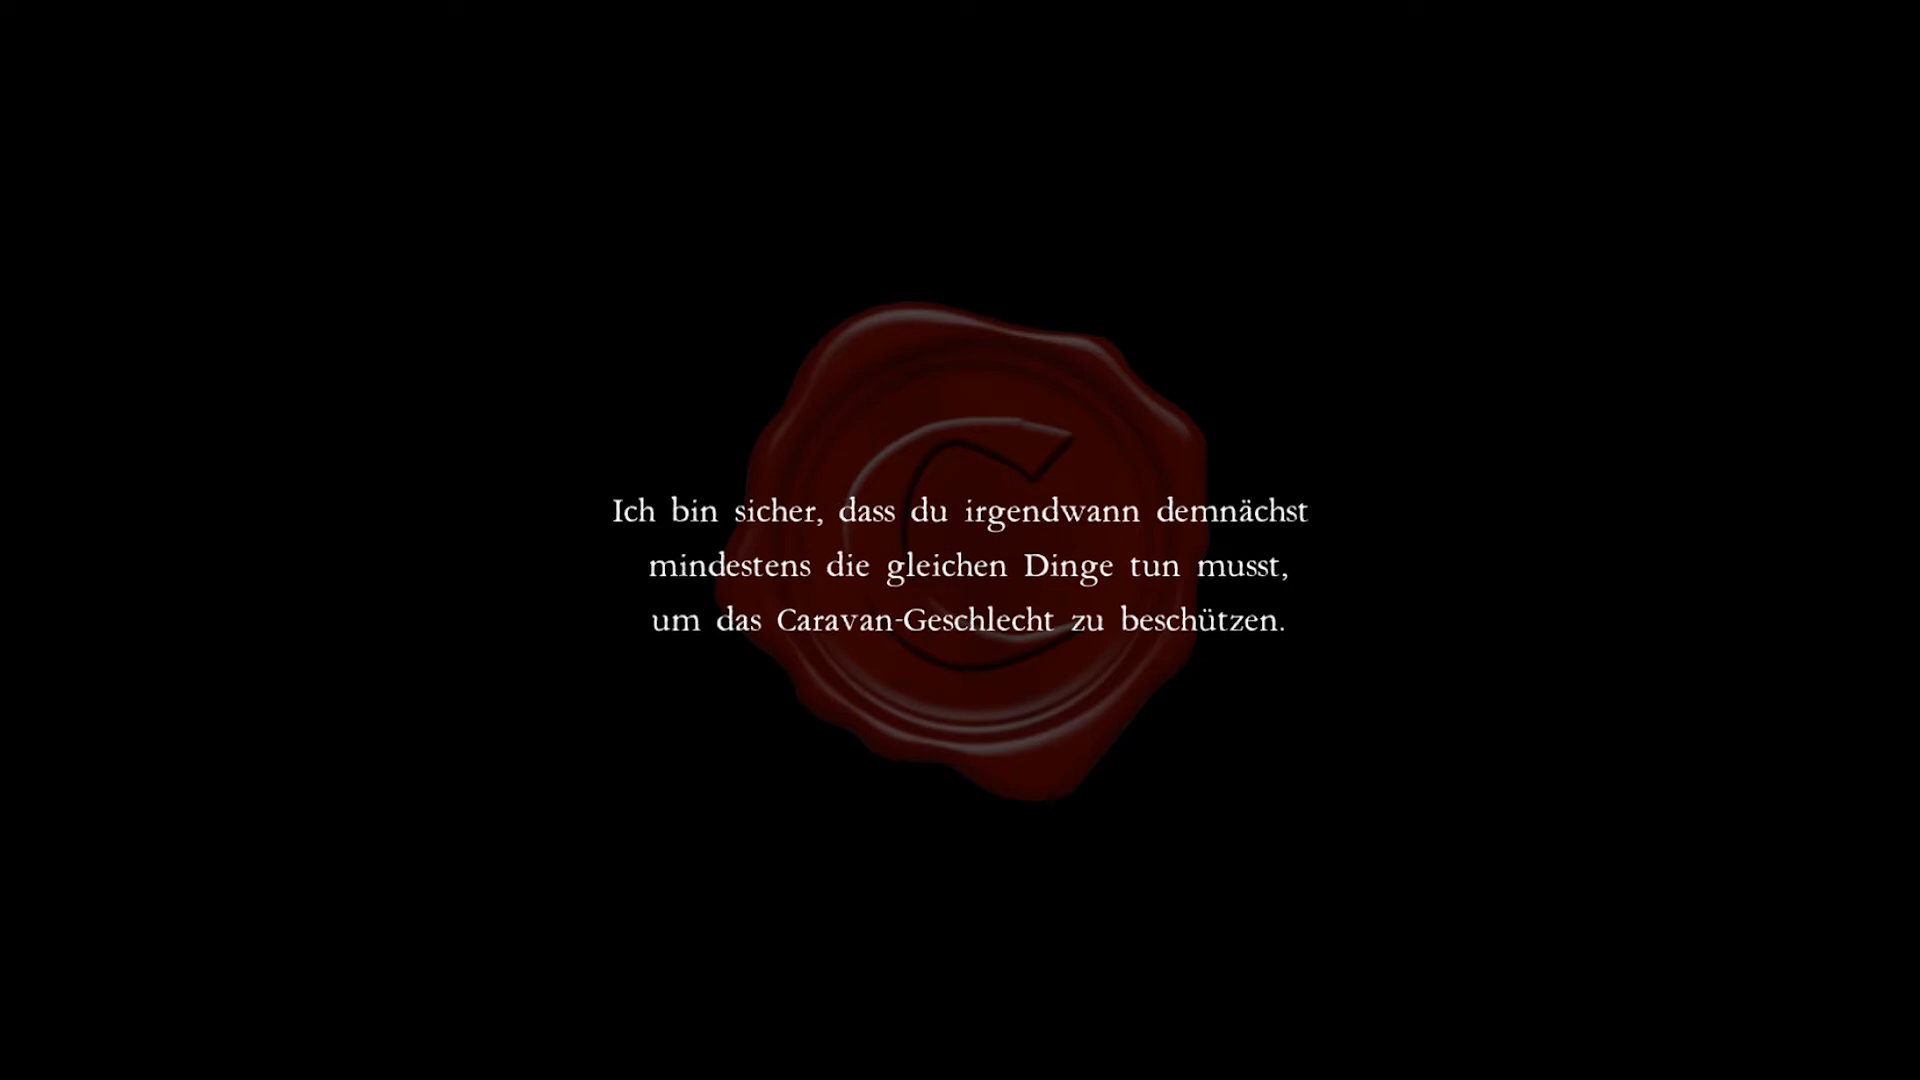 Ich bin sicher, dass du irgendwann demnächst
mindestens die gleichen Dinge tun musst,
um das Caravan-Geschlecht zu beschützen.
C